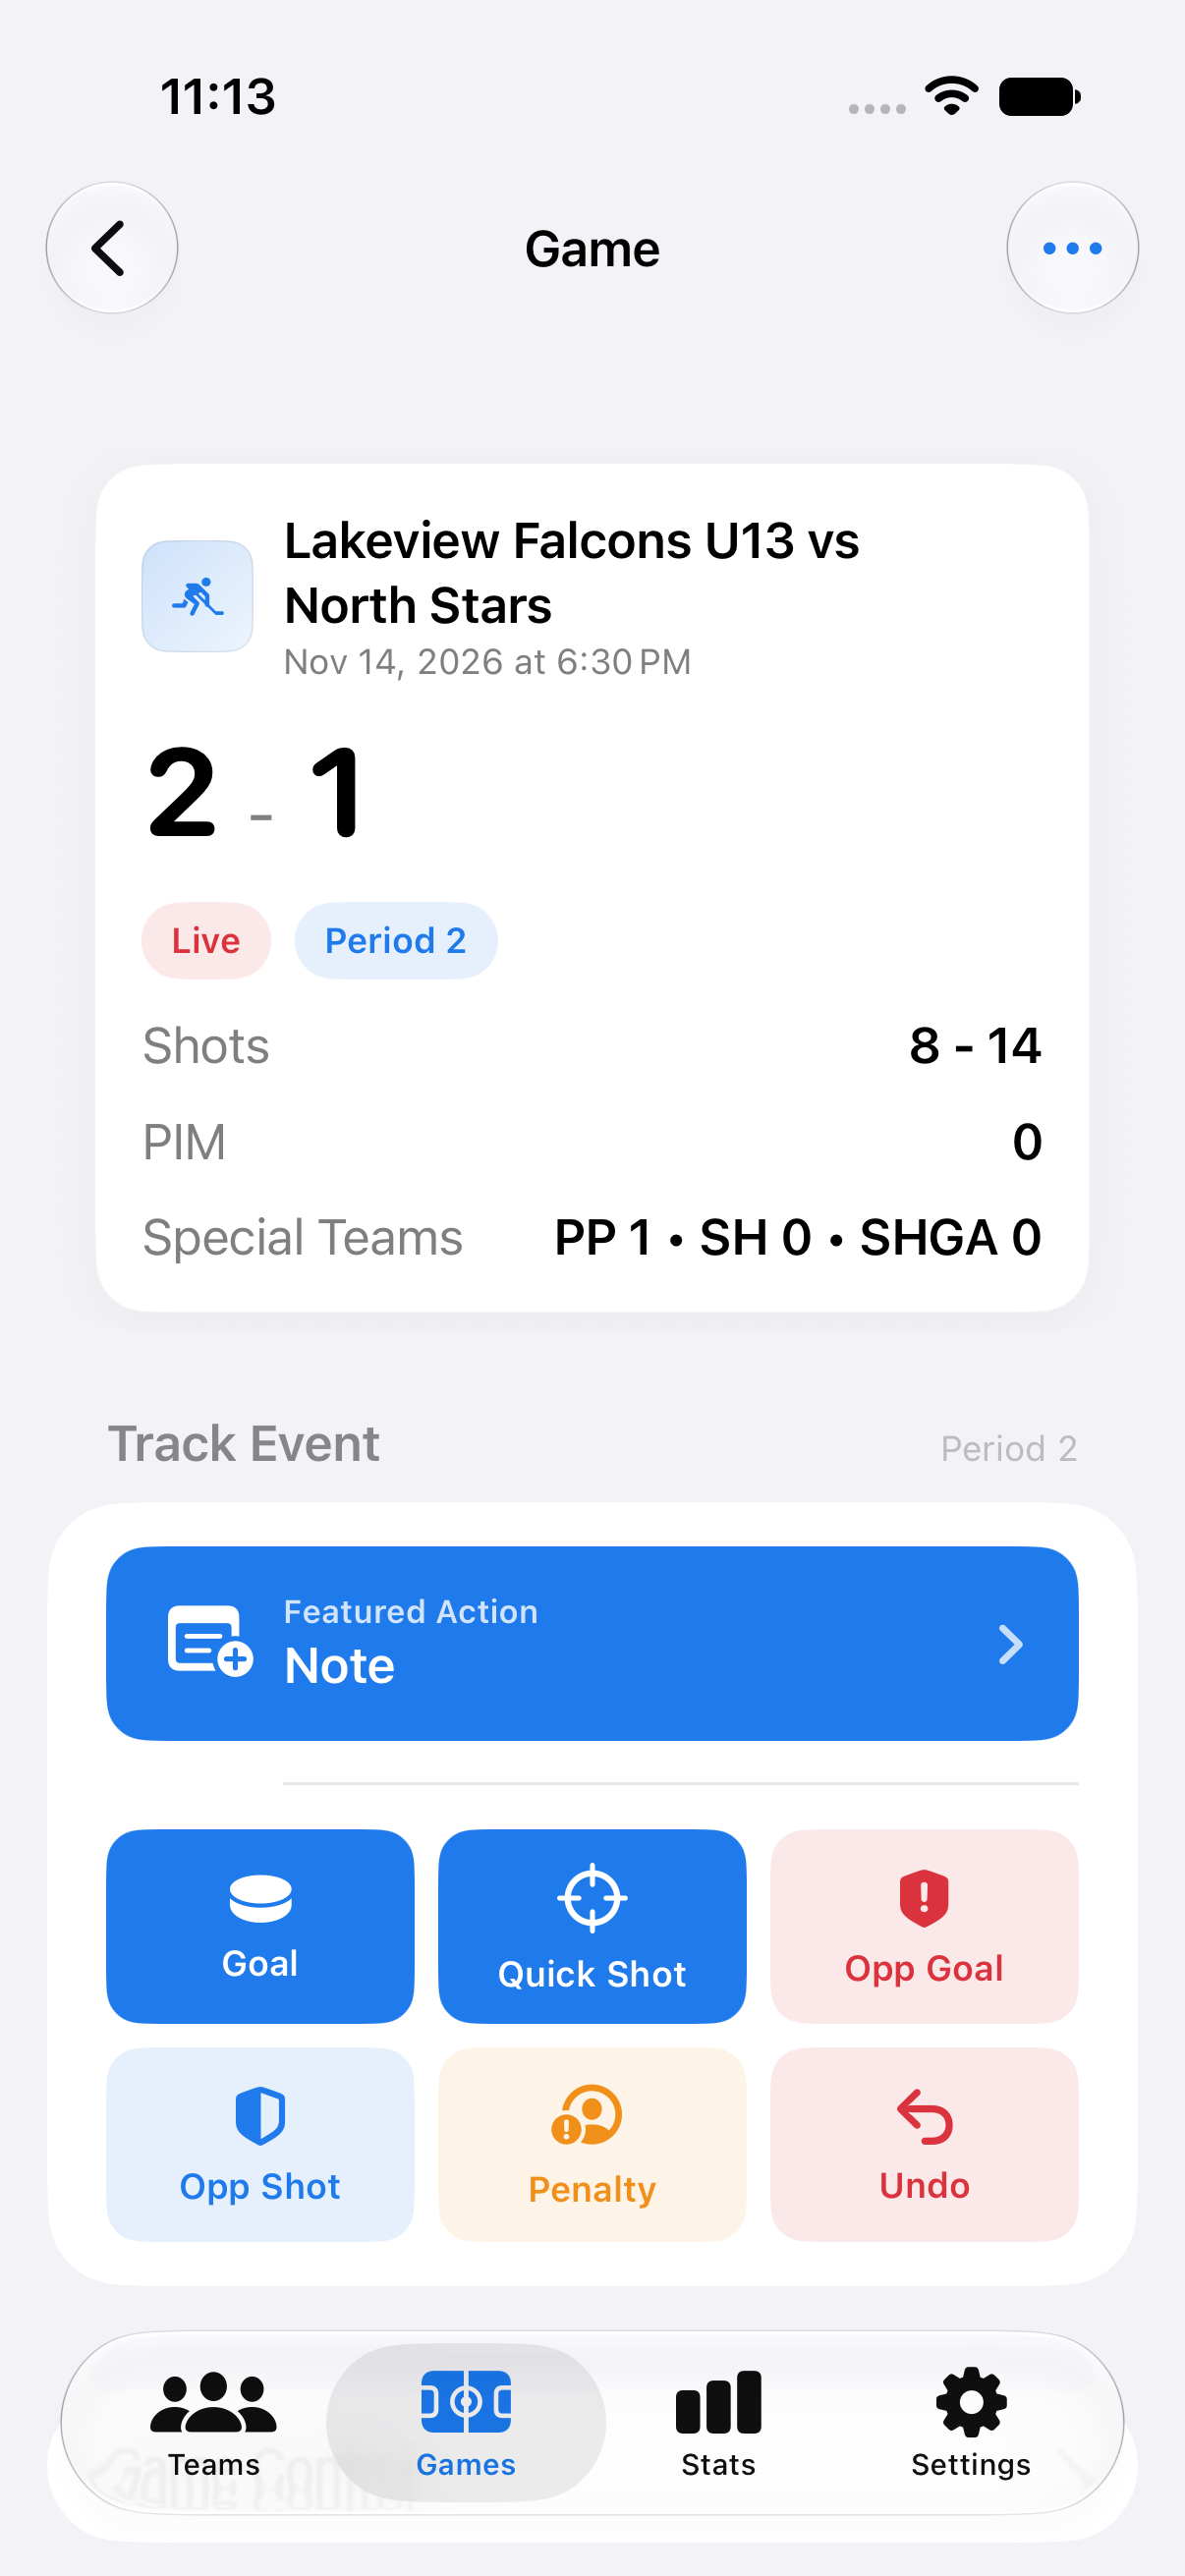 11:13
Game
Lakeview Falcons U13 vs
North Stars
Nov 14, 2026 at 6:30 PM
2 - 1
Live Period 2
Shots 8 - 14
PIM 0
Special Teams PP 1 • SH 0 • SHGA 0
Track Event Period 2
Featured Action
Note
Goal Quick Shot Opp Goal
Opp Shot Penalty Undo
Teams Games Stats Settings